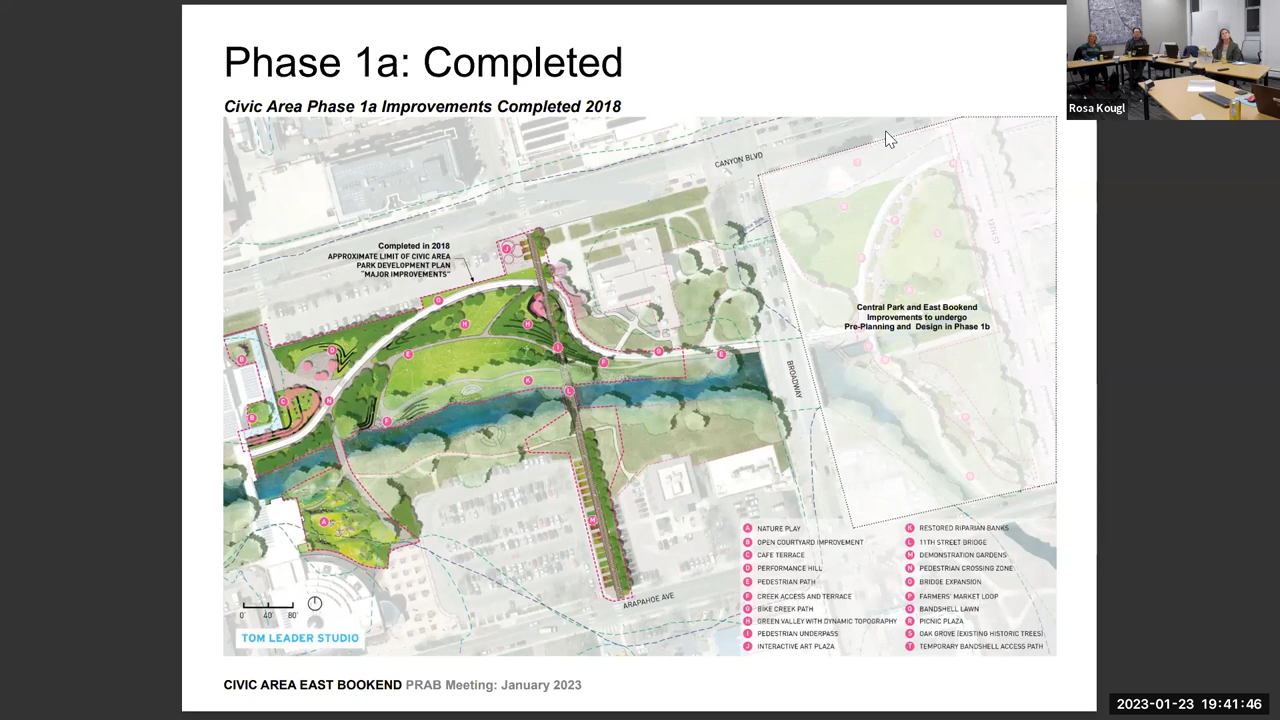 Phase 1a: Completed
Civic Area Phase 1a Improvements Completed 2018
Rosa Kougl
CANYON BLVD
13TH ST
Completed in 2018
APPROXIMATE LIMIT OF CIVIC AREA
PARK DEVELOPMENT PLAN
"MAJOR IMPROVEMENTS"
Central Park and East Bookend
Improvements to undergo
Pre-Planning and Design in Phase 1b
BROADWAY
ARAPAHOE AVE
A NATURE PLAY
B OPEN COURTYARD IMPROVEMENT
C CAFE TERRACE
D PERFORMANCE HILL
E PEDESTRIAN PATH
F CREEK ACCESS AND TERRACE
G BIKE CREEK PATH
H GREEN VALLEY WITH DYNAMIC TOPOGRAPHY
I PEDESTRIAN UNDERPASS
J INTERACTIVE ART PLAZA
K RESTORED RIPARIAN BANKS
L 11TH STREET BRIDGE
M DEMONSTRATION GARDENS
N PEDESTRIAN CROSSING ZONE
O BRIDGE EXPANSION
P FARMERS' MARKET LOOP
Q BANDSHELL LAWN
R PICNIC PLAZA
S OAK GROVE (EXISTING HISTORIC TREES)
T TEMPORARY BANDSHELL ACCESS PATH
0' 40' 80'
TOM LEADER STUDIO
CIVIC AREA EAST BOOKEND PRAB Meeting: January 2023
2023-01-23 19:41:46